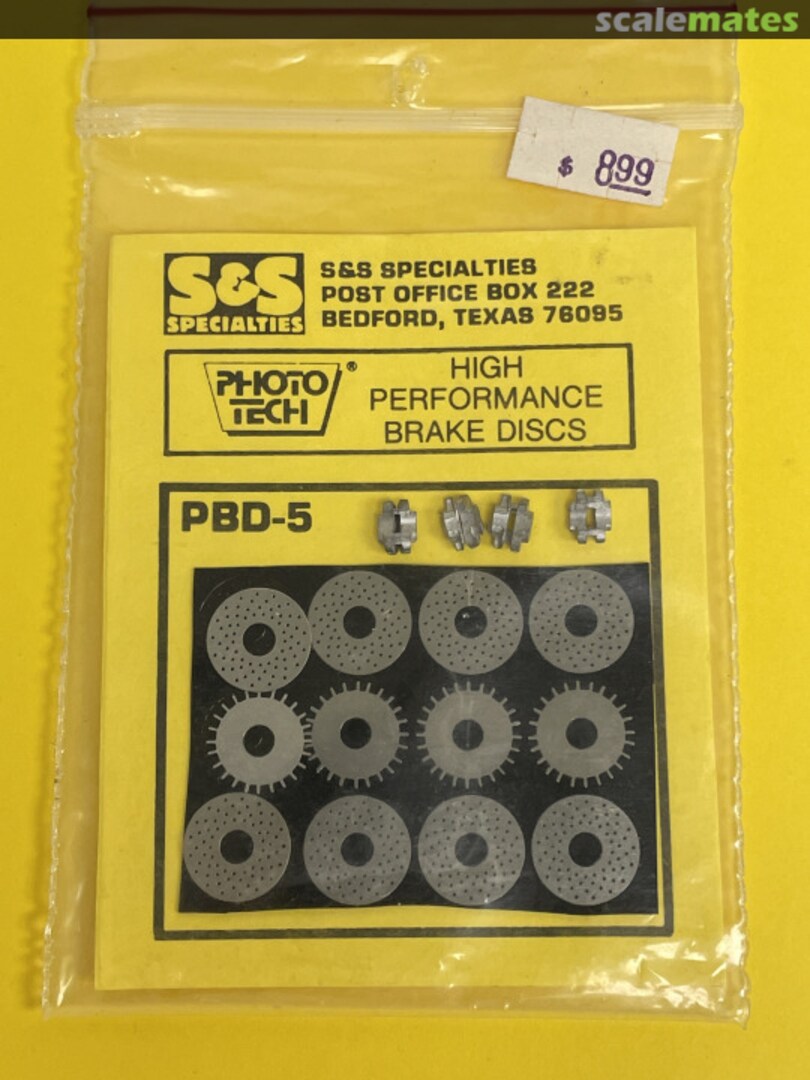 scalemates
$ 899
S&S
SPECIALTIES
S&S SPECIALTIES
POST OFFICE BOX 222
BEDFORD, TEXAS 76095
PHOTO
TECH
®
HIGH
PERFORMANCE
BRAKE DISCS
PBD-5